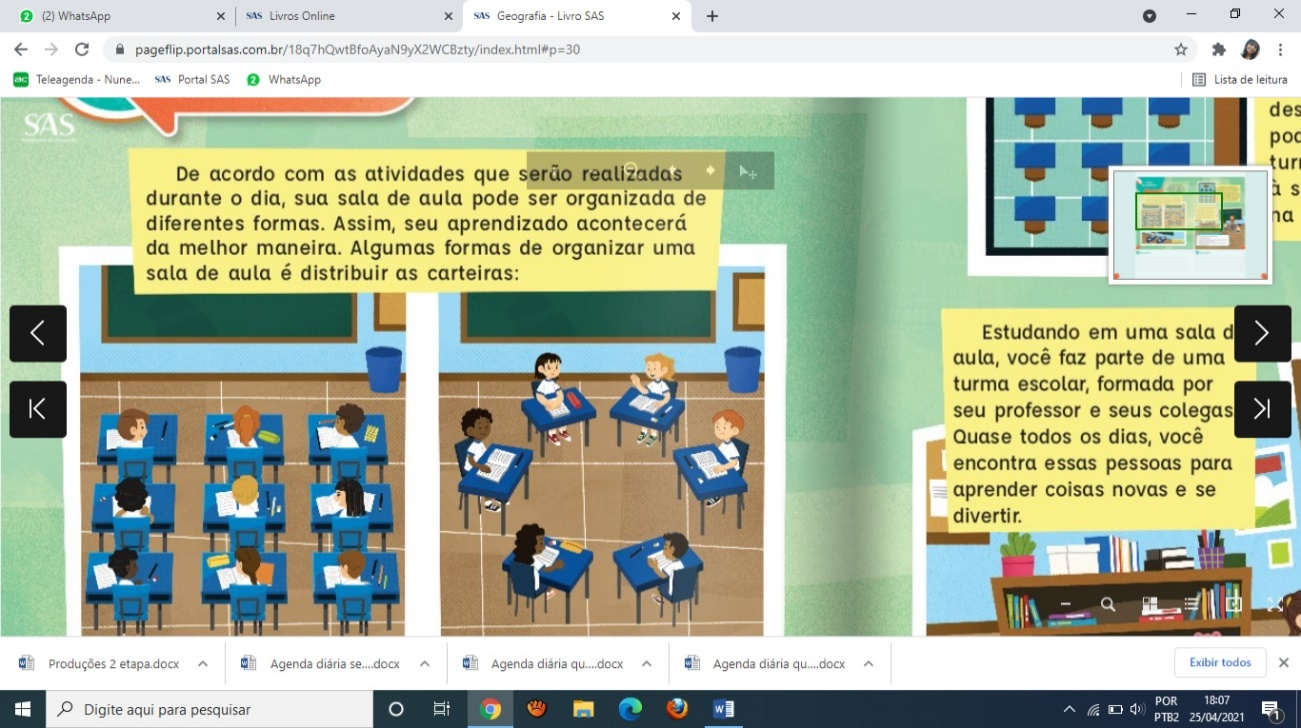 (2) WhatsApp
SAS Livros Online
SAS Geografia - Livro SAS
pageflip.portalsas.com.br/18q7hQwtBfoAyaN9yX2WCBzty/index.html#p=30
Teleagenda - Nune...
SAS Portal SAS
WhatsApp
Lista de leitura
SAS
De acordo com as atividades que serão realizadas
durante o dia, sua sala de aula pode ser organizada de
diferentes formas. Assim, seu aprendizado acontecerá
da melhor maneira. Algumas formas de organizar uma
sala de aula é distribuir as carteiras:
des
turr
à s
na
Estudando em uma sala d
aula, você faz parte de uma
turma escolar, formada por
seu professor e seus colegas
Quase todos os dias, você
encontra essas pessoas para
aprender coisas novas e se
divertir.
Produções 2 etapa.docx
Agenda diária se....docx
Agenda diária qu....docx
Agenda diária qu....docx
Exibir todos
Digite aqui para pesquisar
POR
PTB2
18:07
25/04/2021
1